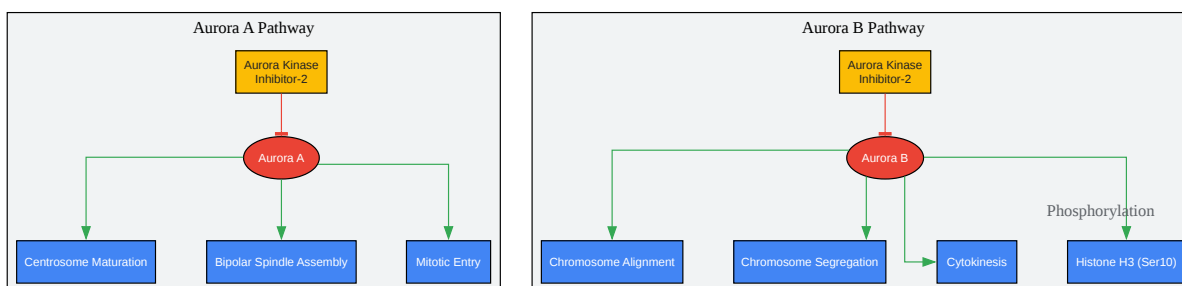 Aurora A Pathway
Aurora Kinase
Inhibitor-2
Aurora A
Centrosome Maturation
Bipolar Spindle Assembly
Mitotic Entry
Aurora B Pathway
Aurora Kinase
Inhibitor-2
Aurora B
Phosphorylation
Chromosome Alignment
Chromosome Segregation
Cytokinesis
Histone H3 (Ser10)